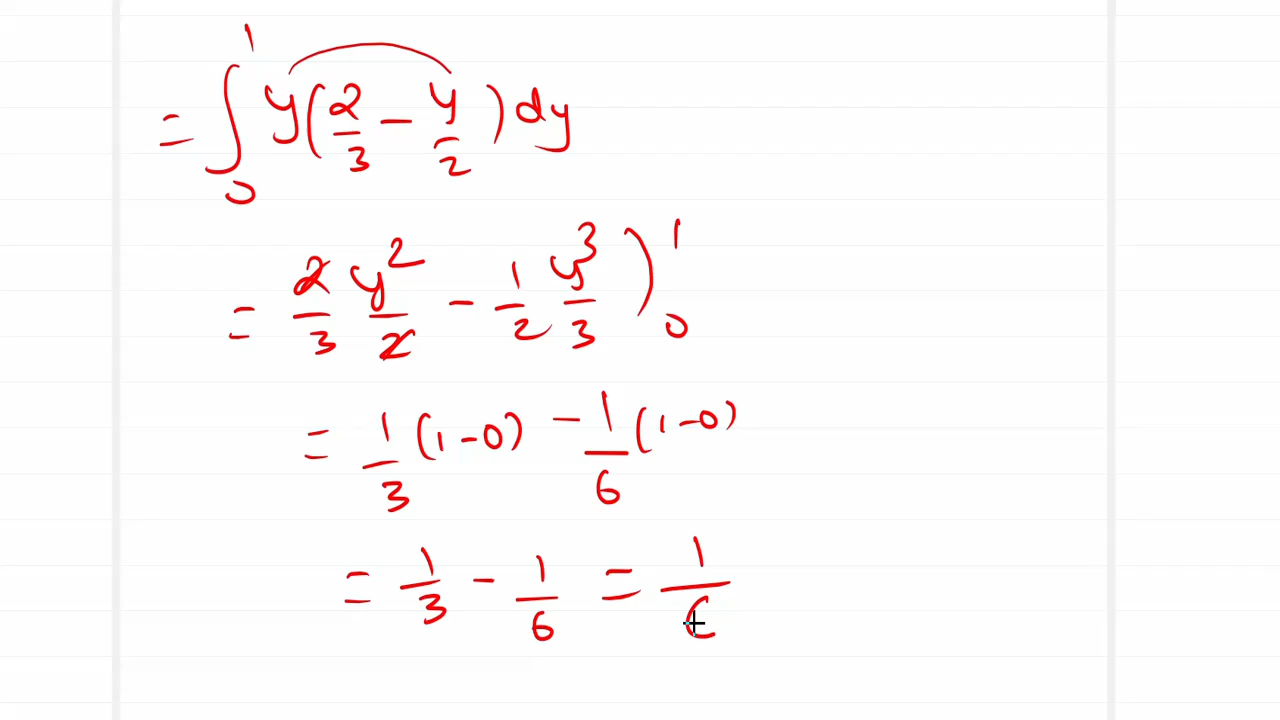 = ∫₀¹ y(2/3 − y/2) dy
= 2/3 y²/2 − 1/2 y³/3 )₀¹
= 1/3 (1−0) − 1/6 (1−0)
= 1/3 − 1/6 = 1/